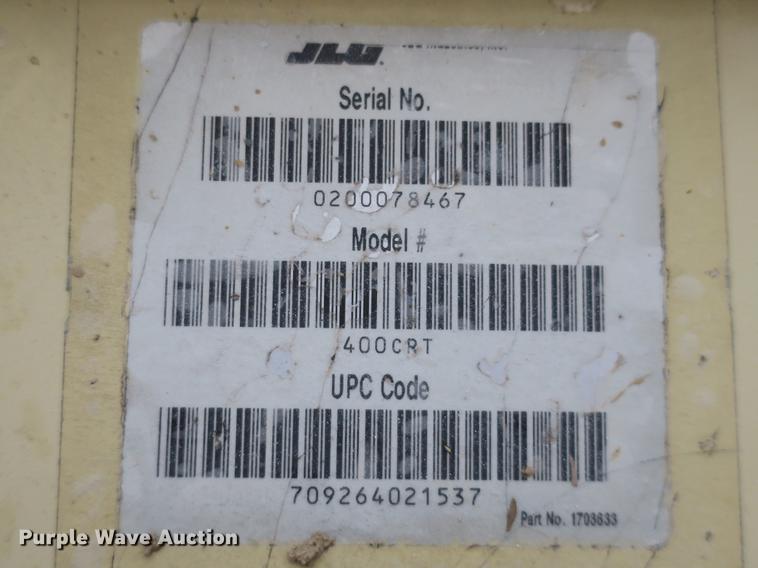 JLG®
Serial No.
0200078467
Model #
400CRT
UPC Code
709264021537
Part No. 1703633
Purple Wave Auction®